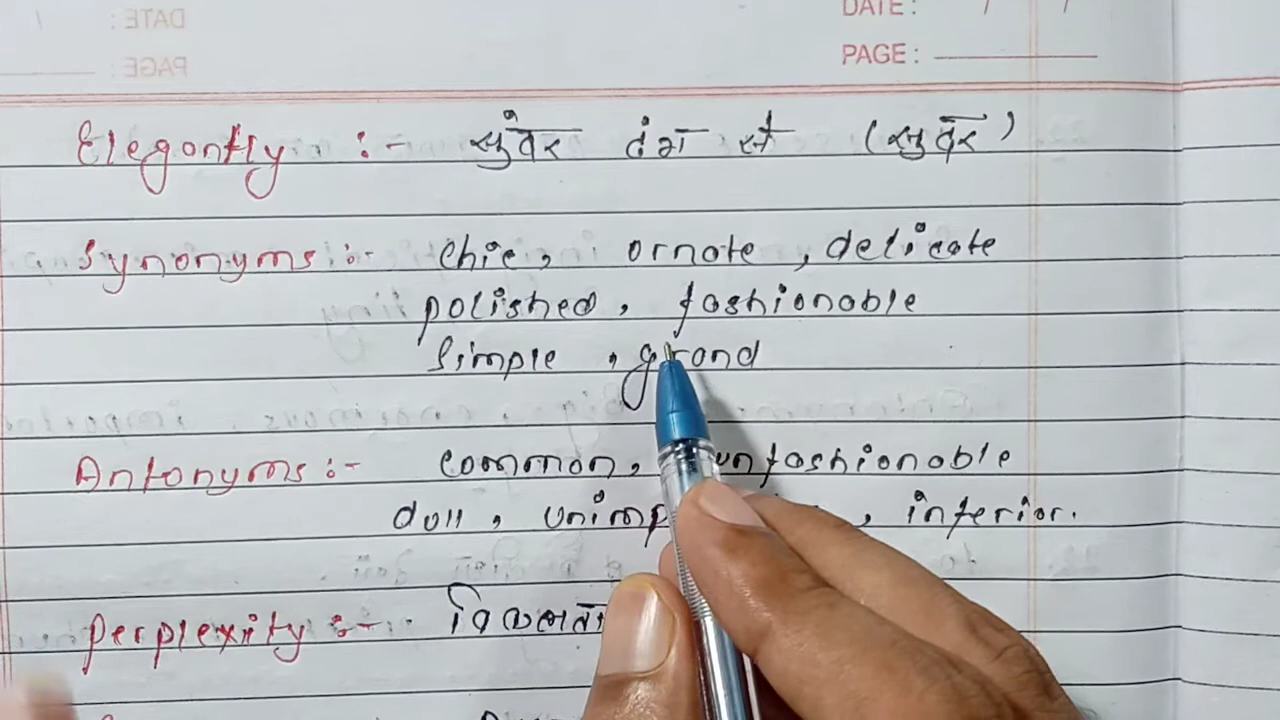 DATE: / /
PAGE:
Elegantly :- सुंदर ढंग से (सुंदर)
Synonyms :- chic, ornate, delicate
polished, fashionable
simple, grand
Antonyms :- common, unfashionable
dull, , inferior.
Perplexity :-